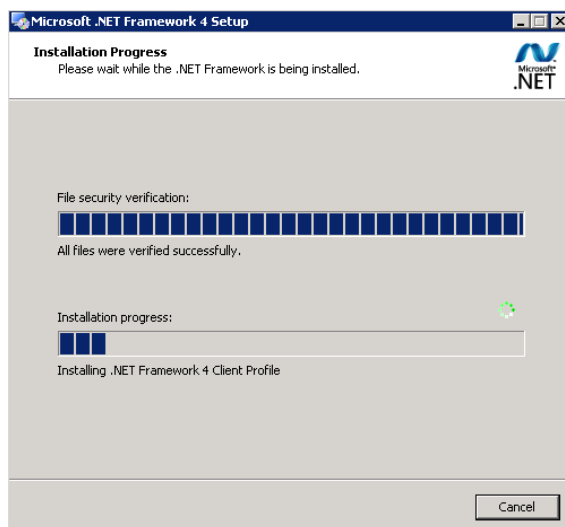 Microsoft .NET Framework 4 Setup
Installation Progress
Please wait while the .NET Framework is being installed.
Microsoft®
.NET
File security verification:
All files were verified successfully.
Installation progress:
Installing .NET Framework 4 Client Profile
Cancel